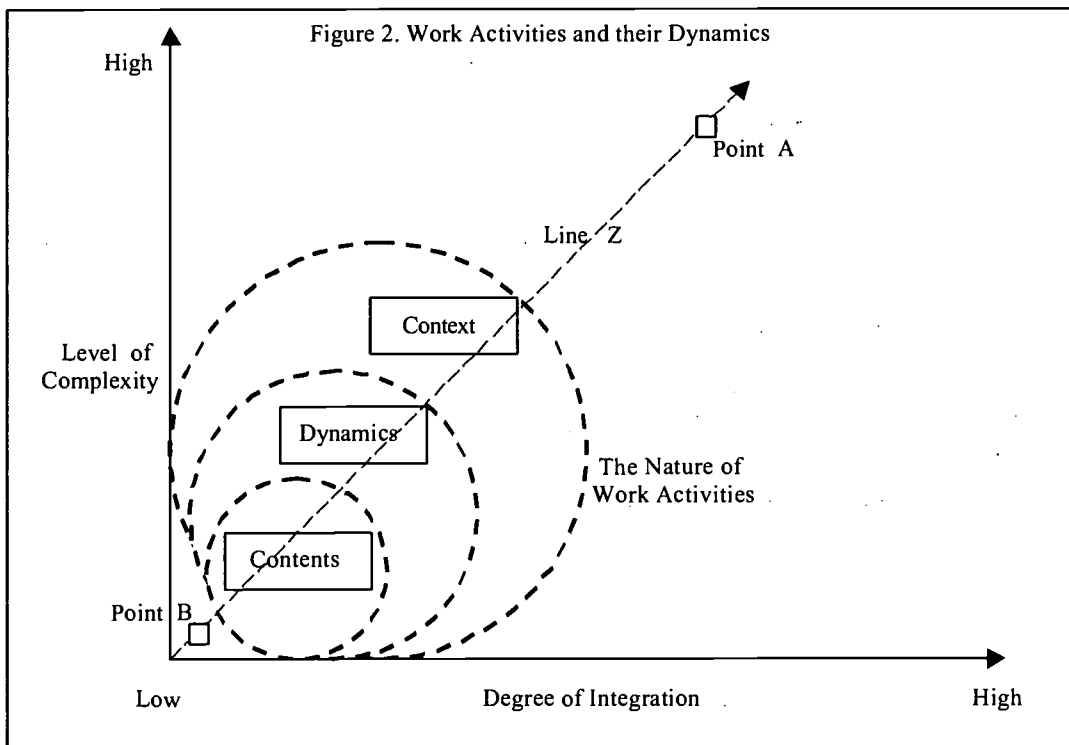 Figure 2. Work Activities and their Dynamics
High
Point A
Line Z
Context
Level of
Complexity
Dynamics
The Nature of
Work Activities
Contents
Point B
Low
Degree of Integration
High